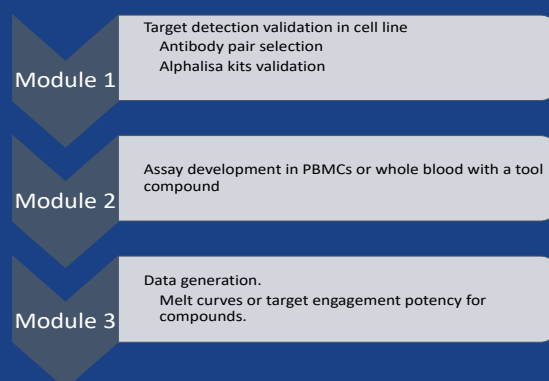 Module 1
Target detection validation in cell line
Antibody pair selection
Alphalisa kits validation
Module 2
Assay development in PBMCs or whole blood with a tool
compound
Module 3
Data generation.
Melt curves or target engagement potency for
compounds.